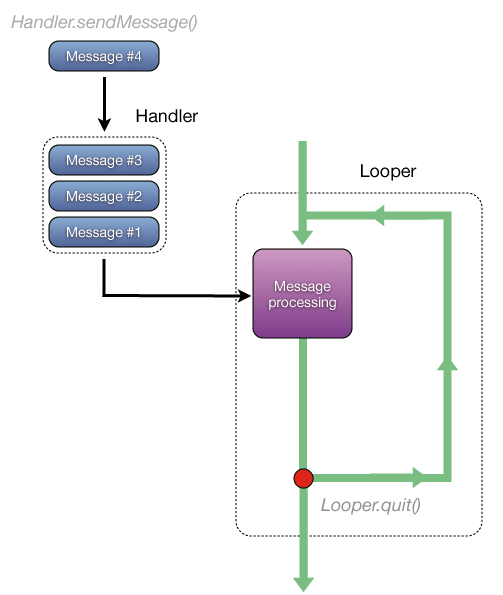 Handler.sendMessage()
Message #4
Handler
Message #3
Message #2
Message #1
Looper
Message
processing
Looper.quit()